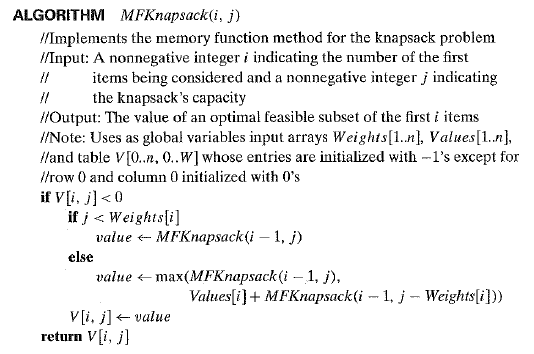 ALGORITHM MFKnapsack(i, j)
//Implements the memory function method for the knapsack problem
//Input: A nonnegative integer i indicating the number of the first
// items being considered and a nonnegative integer j indicating
// the knapsack's capacity
//Output: The value of an optimal feasible subset of the first i items
//Note: Uses as global variables input arrays Weights[1..n], Values[1..n],
//and table V[0..n, 0..W] whose entries are initialized with −1's except for
//row 0 and column 0 initialized with 0's
if V[i, j] < 0
if j < Weights[i]
value ← MFKnapsack(i − 1, j)
else
value ← max(MFKnapsack(i − 1, j),
Values[i] + MFKnapsack(i − 1, j − Weights[i]))
V[i, j] ← value
return V[i, j]